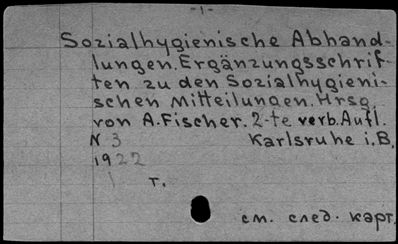 -1-
Sozialhygienische Abhand-
lungen. Ergänzungsschrif-
ten zu den Sozialhygieni-
schen Mitteilungen. Hrsg.
von A. Fischer. 2-te verb. Aufl.
N 3 Karlsruhe i. B.
1922
1 т.
см. след. карт.